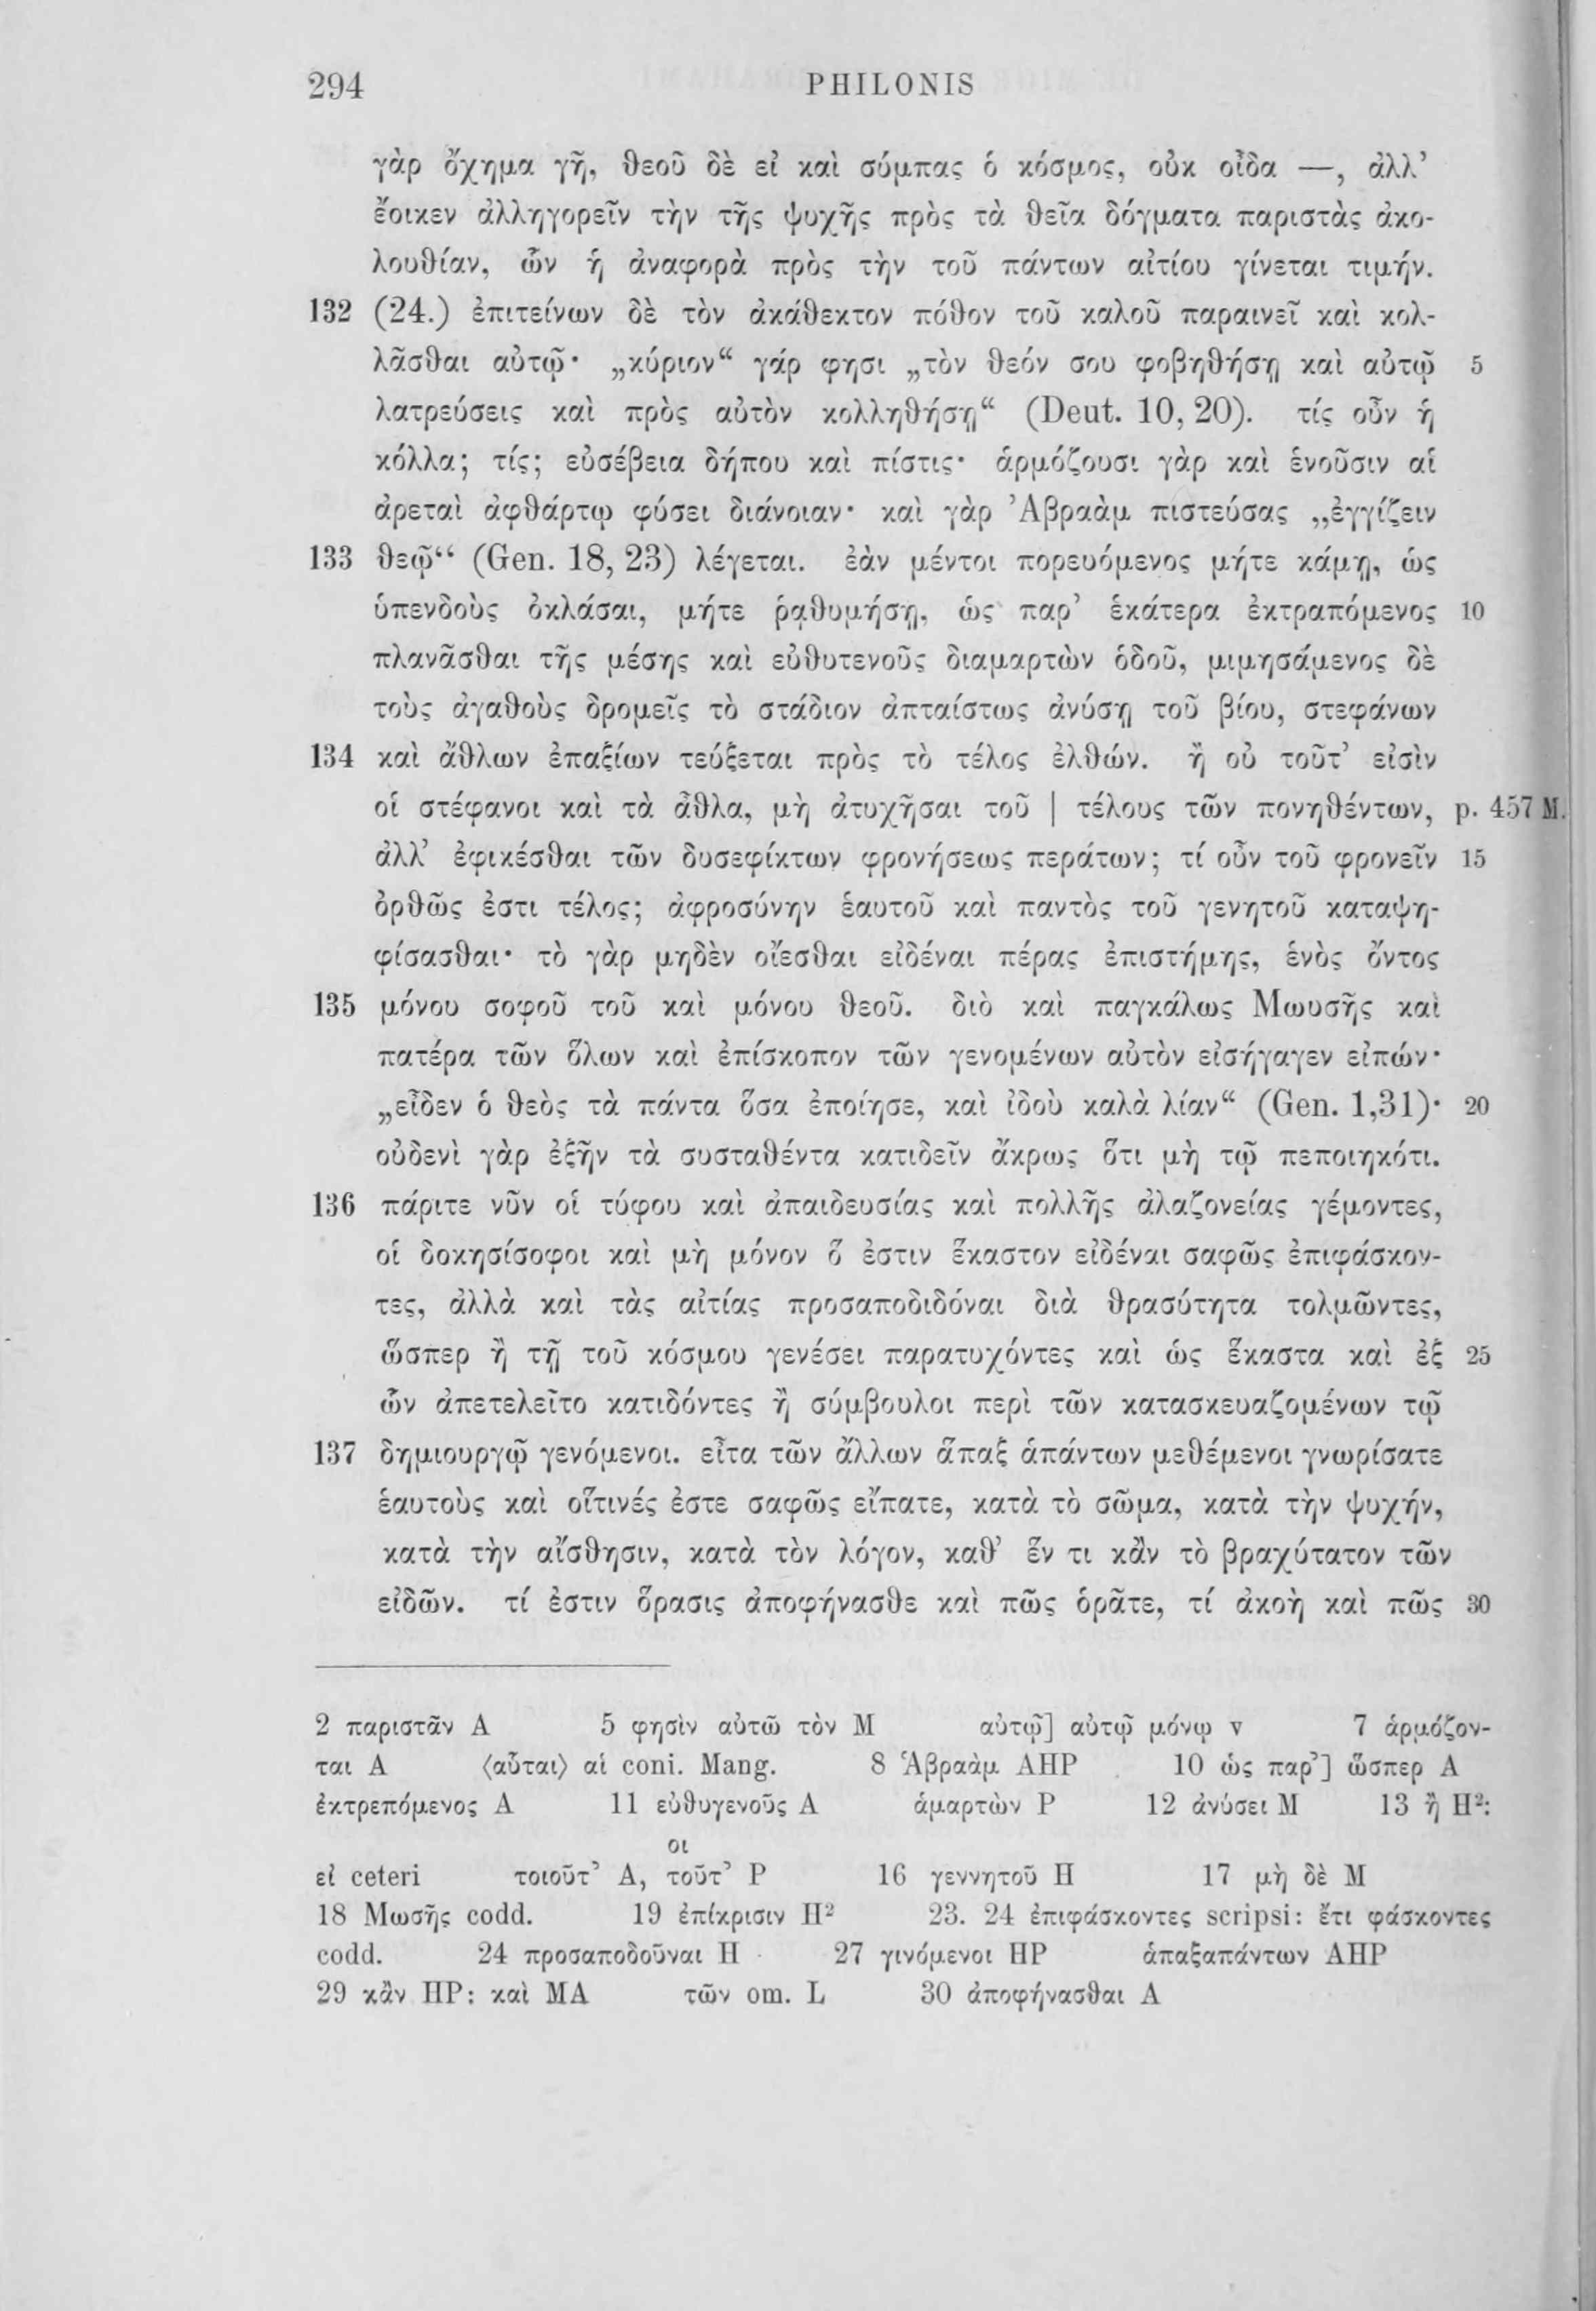 294 PHILONIS
γὰρ ὄχημα γῆ, θεοῦ δὲ εἰ καὶ σύμπας ὁ κόσμος, οὐκ οἶδα —, ἀλλ’
ἔοικεν ἀλληγορεῖν τὴν τῆς ψυχῆς πρὸς τὰ θεῖα δόγματα παριστὰς ἀκο-
λουθίαν, ὧν ἡ ἀναφορὰ πρὸς τὴν τοῦ πάντων αἰτίου γίνεται τιμήν.
132 (24.) ἐπιτείνων δὲ τὸν ἀκάθεκτον πόθον τοῦ καλοῦ παραινεῖ καὶ κολ-
λᾶσθαι αὐτῷ· „κύριον“ γάρ φησι „τὸν θεόν σου φοβηθήσῃ καὶ αὐτῷ 5
λατρεύσεις καὶ πρὸς αὐτὸν κολληθήσῃ“ (Deut. 10, 20). τίς οὖν ἡ
κόλλα; τίς; εὐσέβεια δήπου καὶ πίστις· ἁρμόζουσι γὰρ καὶ ἑνοῦσιν αἱ
ἀρεταὶ ἀφθάρτῳ φύσει διάνοιαν· καὶ γὰρ Ἀβραὰμ πιστεύσας „ἐγγίζειν
133 θεῷ“ (Gen. 18, 23) λέγεται. ἐὰν μέντοι πορευόμενος μήτε κάμῃ, ὡς
ὑπενδοὺς ὀκλάσαι, μήτε ῥᾳθυμήσῃ, ὡς παρ’ ἑκάτερα ἐκτραπόμενος 10
πλανᾶσθαι τῆς μέσης καὶ εὐθυτενοῦς διαμαρτὼν ὁδοῦ, μιμησάμενος δὲ
τοὺς ἀγαθοὺς δρομεῖς τὸ στάδιον ἀπταίστως ἀνύσῃ τοῦ βίου, στεφάνων
134 καὶ ἄθλων ἐπαξίων τεύξεται πρὸς τὸ τέλος ἐλθών. ἢ οὐ τοῦτ’ εἰσὶν
οἱ στέφανοι καὶ τὰ ἆθλα, μὴ ἀτυχῆσαι τοῦ | τέλους τῶν πονηθέντων, p. 457 M.
ἀλλ’ ἐφικέσθαι τῶν δυσεφίκτων φρονήσεως περάτων; τί οὖν τοῦ φρονεῖν 15
ὀρθῶς ἐστι τέλος; ἀφροσύνην ἑαυτοῦ καὶ παντὸς τοῦ γενητοῦ καταψη-
φίσασθαι· τὸ γὰρ μηδὲν οἴεσθαι εἰδέναι πέρας ἐπιστήμης, ἑνὸς ὄντος
135 μόνου σοφοῦ τοῦ καὶ μόνου θεοῦ. διὸ καὶ παγκάλως Μωυσῆς καὶ
πατέρα τῶν ὅλων καὶ ἐπίσκοπον τῶν γενομένων αὐτὸν εἰσήγαγεν εἰπών·
„εἶδεν ὁ θεὸς τὰ πάντα ὅσα ἐποίησε, καὶ ἰδοὺ καλὰ λίαν“ (Gen. 1,31)· 20
οὐδενὶ γὰρ ἐξῆν τὰ συσταθέντα κατιδεῖν ἄκρως ὅτι μὴ τῷ πεποιηκότι.
136 πάριτε νῦν οἱ τύφου καὶ ἀπαιδευσίας καὶ πολλῆς ἀλαζονείας γέμοντες,
οἱ δοκησίσοφοι καὶ μὴ μόνον ὅ ἐστιν ἕκαστον εἰδέναι σαφῶς ἐπιφάσκον-
τες, ἀλλὰ καὶ τὰς αἰτίας προσαποδιδόναι διὰ θρασύτητα τολμῶντες,
ὥσπερ ἢ τῇ τοῦ κόσμου γενέσει παρατυχόντες καὶ ὡς ἕκαστα καὶ ἐξ 25
ὧν ἀπετελεῖτο κατιδόντες ἢ σύμβουλοι περὶ τῶν κατασκευαζομένων τῷ
137 δημιουργῷ γενόμενοι. εἶτα τῶν ἄλλων ἅπαξ ἁπάντων μεθέμενοι γνωρίσατε
ἑαυτοὺς καὶ οἵτινές ἐστε σαφῶς εἴπατε, κατὰ τὸ σῶμα, κατὰ τὴν ψυχήν,
κατὰ τὴν αἴσθησιν, κατὰ τὸν λόγον, καθ’ ἕν τι κἂν τὸ βραχύτατον τῶν
εἰδῶν. τί ἐστιν ὅρασις ἀποφήνασθε καὶ πῶς ὁρᾶτε, τί ἀκοὴ καὶ πῶς 30
2 παριστᾶν A 5 φησὶν αὐτῶ τὸν M αὐτῷ] αὐτῷ μόνῳ v 7 ἁρμόζον-
ται A ⟨αὗται⟩ αἱ coni. Mang. 8 Ἁβραὰμ AHP 10 ὡς παρ’] ὥσπερ A
ἐκτρεπόμενος A 11 εὐθυγενοῦς A ἁμαρτὼν P 12 ἀνύσει M 13 ἢ H²:
οι
εἰ ceteri τοιοῦτ’ A, τοῦτ’ P 16 γεννητοῦ H 17 μὴ δὲ M
18 Μωσῆς codd. 19 ἐπίκρισιν H² 23. 24 ἐπιφάσκοντες scripsi: ἔτι φάσκοντες
codd. 24 προσαποδοῦναι H 27 γινόμενοι HP ἁπαξαπάντων AHP
29 κἂν HP: καὶ MA τῶν om. L 30 ἀποφήνασθαι A